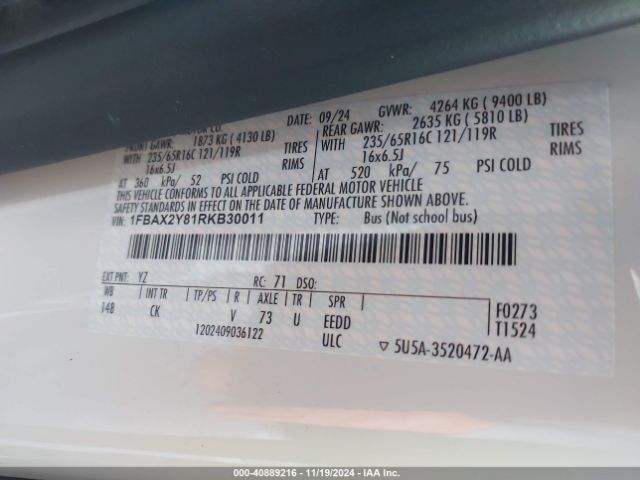 MOTOR CO.
DATE: 09/24 GVWR: 4264 KG ( 9400 LB)
FRONT GAWR: 1873 KG ( 4130 LB) REAR GAWR: 2635 KG ( 5810 LB)
WITH 235/65R16C 121/119R TIRES WITH 235/65R16C 121/119R TIRES
16x6.5J RIMS 16x6.5J RIMS
AT 360 kPa/ 52 PSI COLD AT 520 kPa/ 75 PSI COLD
THIS VEHICLE CONFORMS TO ALL APPLICABLE FEDERAL MOTOR VEHICLE
SAFETY STANDARDS IN EFFECT ON THE DATE OF MANUFACTURE SHOWN ABOVE.
VIN: 1FBAX2Y81RKB30011 TYPE: Bus (Not school bus)
EXT PNT: YZ RC: 71 DSO:
WB INT TR TP/PS R AXLE TR SPR F0273
148 CK V 73 U EEDD T1524
1202409036122 ULC ▽ 5U5A-3520472-AA
000-40889216 - 11/19/2024 - IAAI.COM